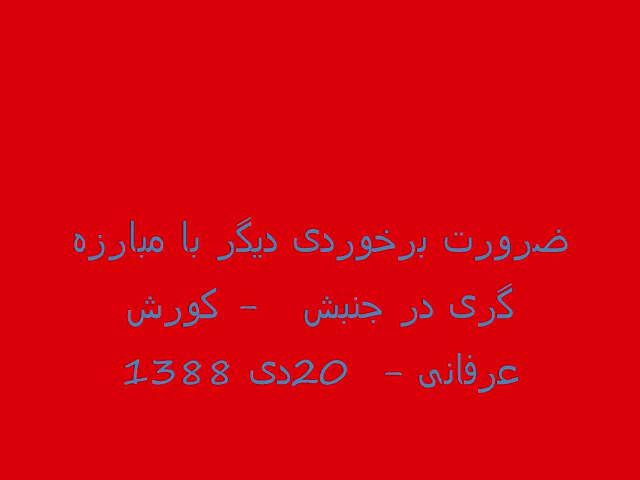 ضرورت برخوردی دیگر با مبارزه
گری در جنبش - کورش
عرفانی - 20دی 1388